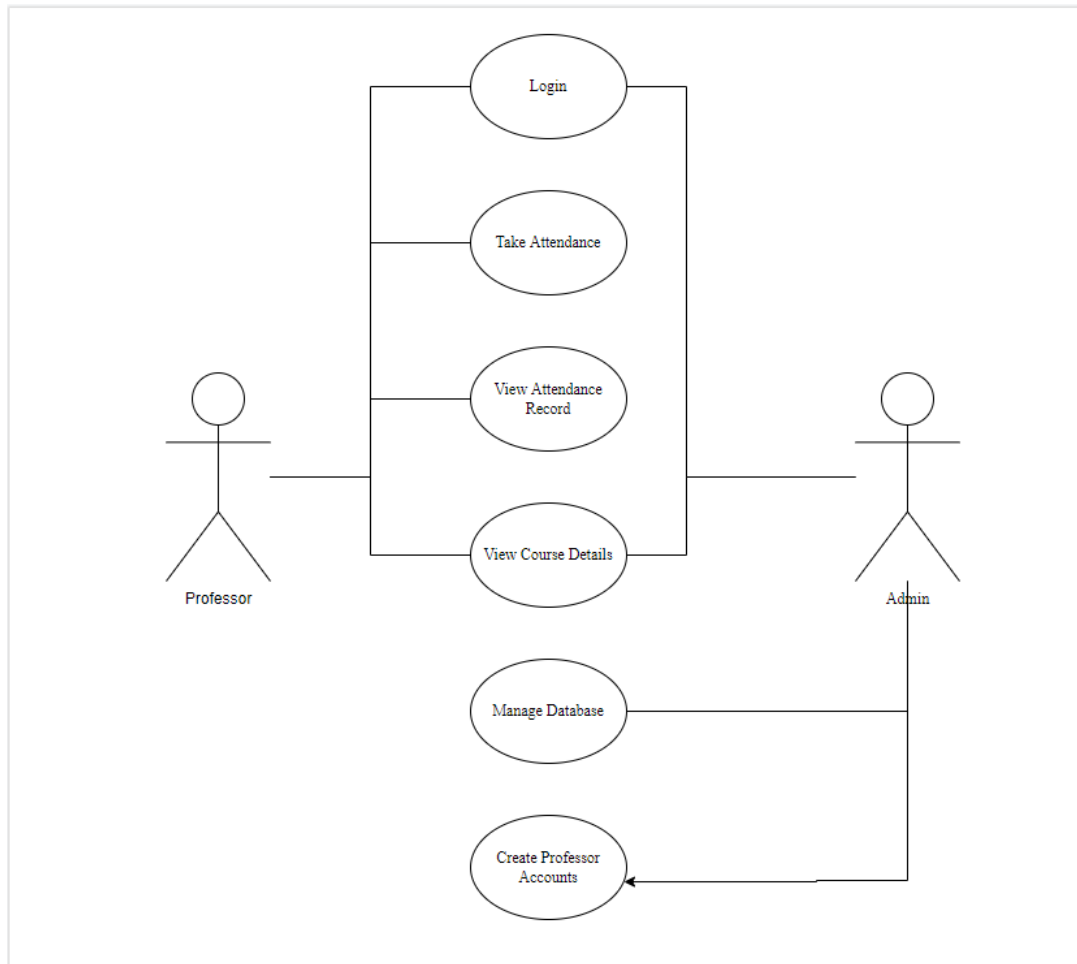 Login
Take Attendance
View Attendance
Record
View Course Details
Professor
Admin
Manage Database
Create Professor
Accounts